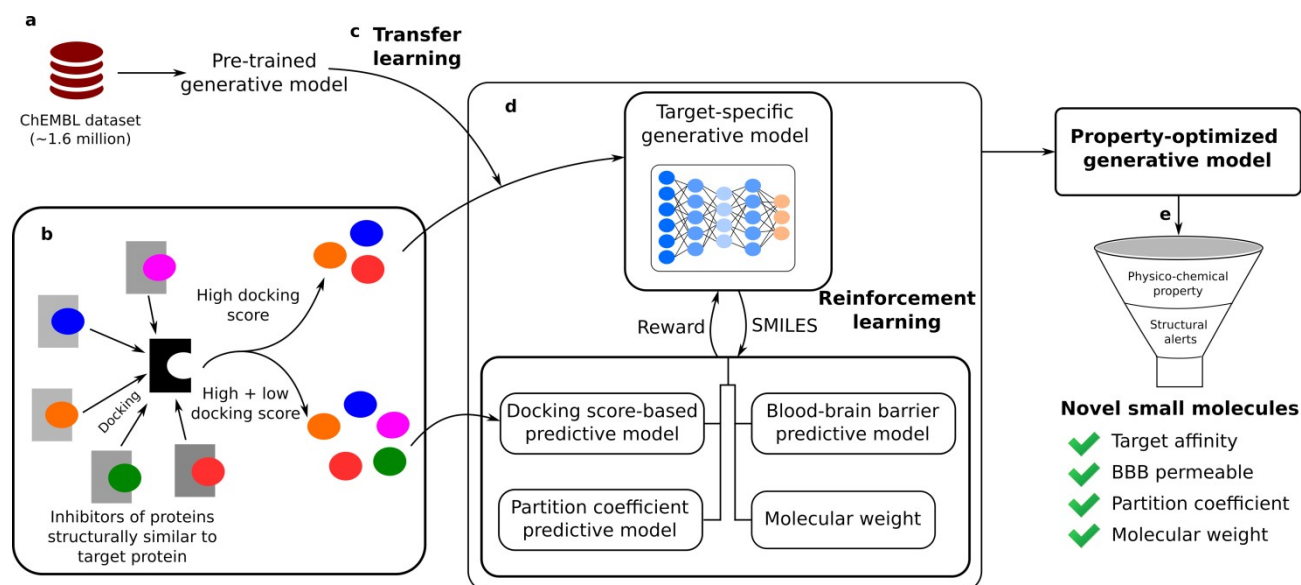 a
ChEMBL dataset
(~1.6 million)
Pre-trained
generative model
c
Transfer
learning
b
Docking
High docking
score
High + low
docking score
Inhibitors of proteins
structurally similar to
target protein
d
Target-specific
generative model
Reward
SMILES
Reinforcement
learning
Docking score-based
predictive model
Blood-brain barrier
predictive model
Partition coefficient
predictive model
Molecular weight
Property-optimized
generative model
e
Physico-chemical
property
Structural
alerts
Novel small molecules
Target affinity
BBB permeable
Partition coefficient
Molecular weight